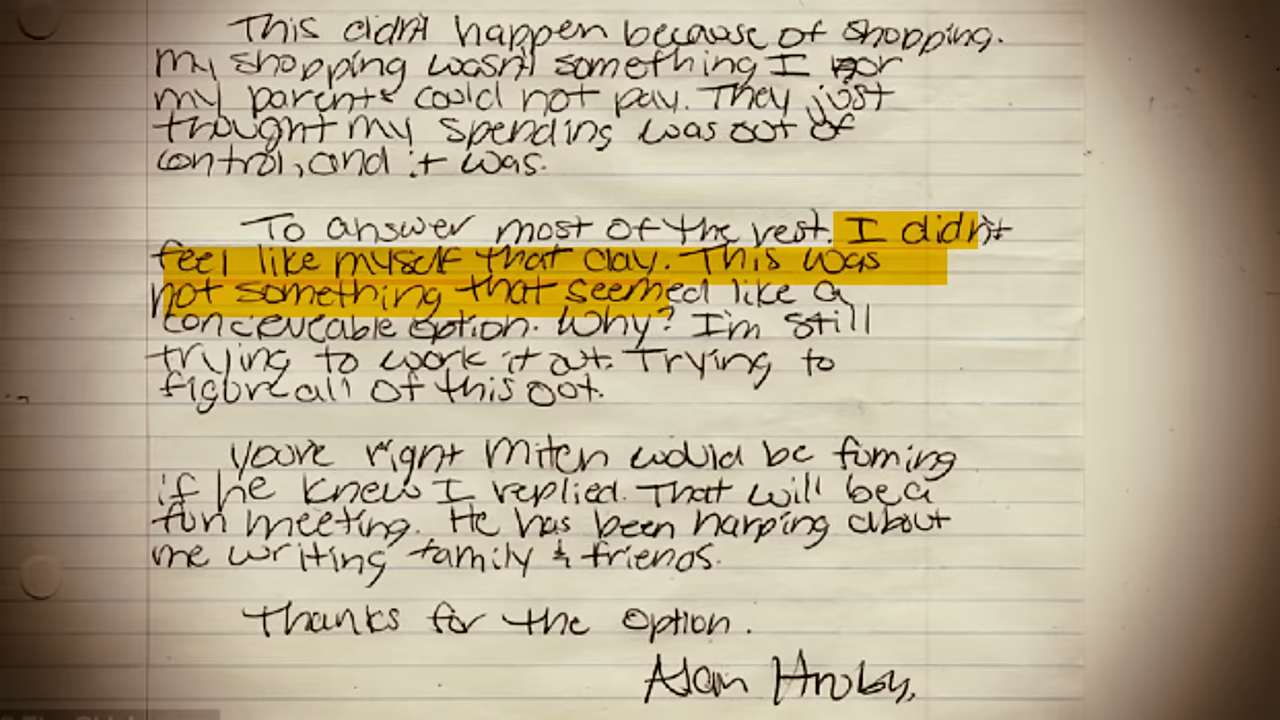 This didn't happen because of shopping.
My shopping wasn't something I nor
my parents could not pay. They just
thought my spending was out of
control, and it was.
To answer most of the rest. I didn't
feel like myself that day. This was
not something that seemed like a
conceveable option. Why? I'm still
trying to work it out. Trying to
figure all of this out.
You're right Mitch would be fuming
if he knew I replied. That will be a
fun meeting. He has been harping about
me writing family & friends.
Thanks for the option.
Alan Hruby.